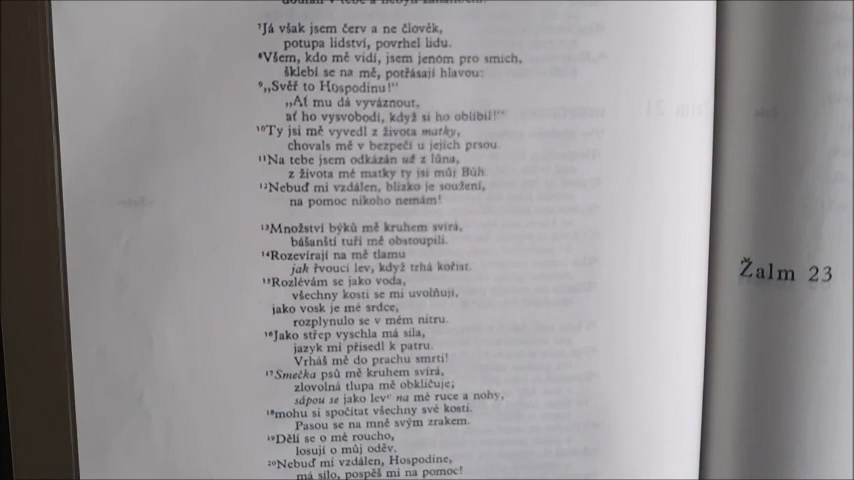 doufali v tobě a nebyli zahanbeni.
⁷Já však jsem červ a ne člověk,
potupa lidství, povrhel lidu.
⁸Všem, kdo mě vidí, jsem jenom pro smích,
šklebí se na mě, potřásají hlavou:
⁹„Svěř to Hospodinu!"
„Ať mu dá vyváznout,
ať ho vysvobodí, když si ho oblíbil!"
¹⁰Ty jsi mě vyvedl z života matky,
chovals mě v bezpečí u jejích prsou.
¹¹Na tebe jsem odkázán už z lůna,
z života mé matky ty jsi můj Bůh.
¹²Nebuď mi vzdálen, blízko je soužení,
na pomoc nikoho nemám!
¹³Množství býků mě kruhem svírá,
bášanští tuři mě obstoupili.
¹⁴Rozevírají na mě tlamu
jak řvoucí lev, když trhá kořist.
¹⁵Rozlévám se jako voda,
všechny kosti se mi uvolňují,
jako vosk je mé srdce,
rozplynulo se v mém nitru.
¹⁶Jako střep vyschla má síla,
jazyk mi přisedl k patru.
Vrháš mě do prachu smrti!
¹⁷Smečka psů mě kruhem svírá,
zlovolná tlupa mě obkličuje;
sápou se jako levᶜ na mé ruce a nohy,
¹⁸mohu si spočítat všechny své kosti.
Pasou se na mně svým zrakem.
¹⁹Dělí se o mé roucho,
losují o můj oděv.
²⁰Nebuď mi vzdálen, Hospodine,
má sílo, pospěš mi na pomoc!
Žalm 23